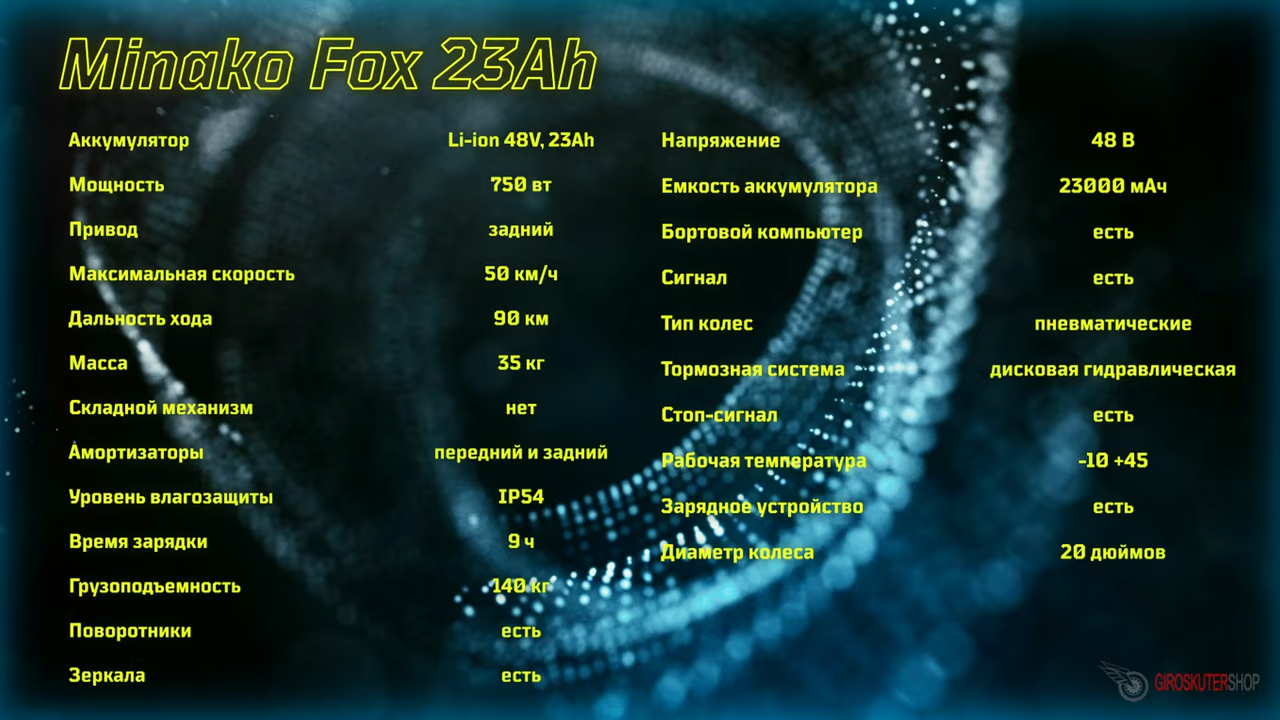 Minako Fox 23Ah
Аккумулятор Li-ion 48V, 23Ah
Мощность 750 вт
Привод задний
Максимальная скорость 50 км/ч
Дальность хода 90 км
Масса 35 кг
Складной механизм нет
Амортизаторы передний и задний
Уровень влагозащиты IP54
Время зарядки 9 ч
Грузоподъемность 140 кг
Поворотники есть
Зеркала есть
Напряжение 48 В
Емкость аккумулятора 23000 мАч
Бортовой компьютер есть
Сигнал есть
Тип колес пневматические
Тормозная система дисковая гидравлическая
Стоп-сигнал есть
Рабочая температура -10 +45
Зарядное устройство есть
Диаметр колеса 20 дюймов
GIROSKUTERSHOP